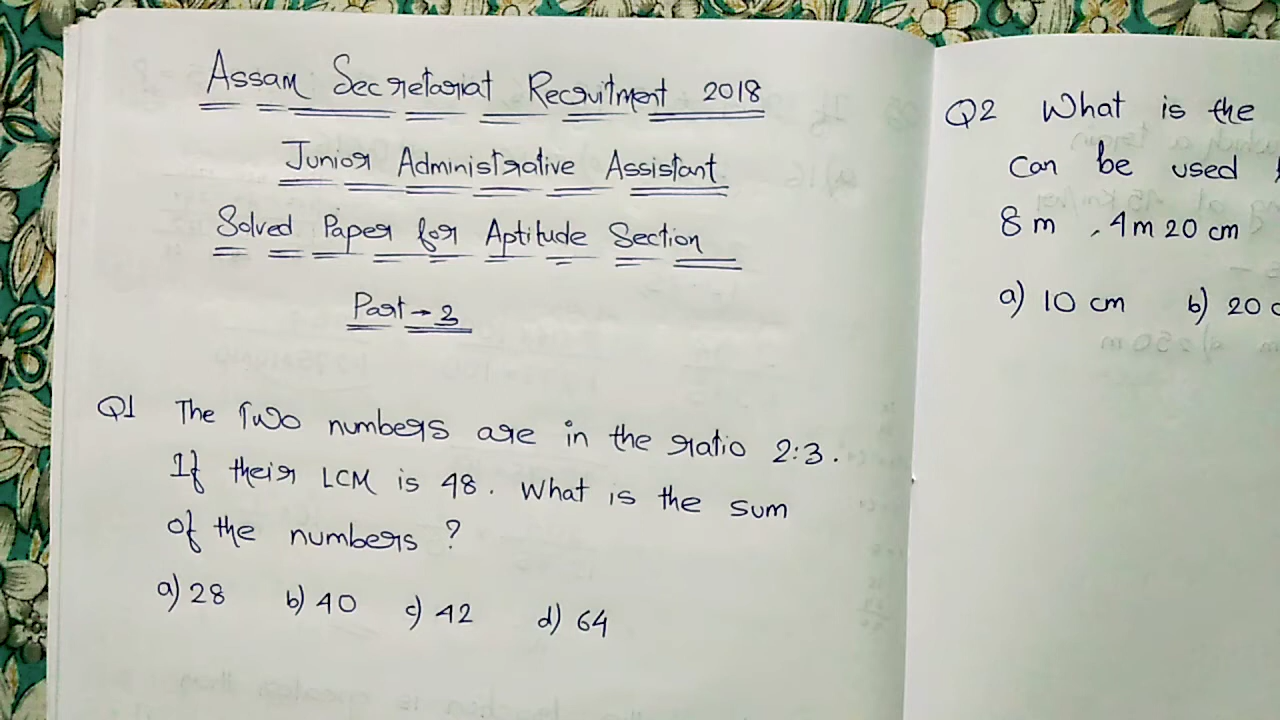 Assam Secretariat Recruitment 2018
Junior Administrative Assistant
Solved Paper for Aptitude Section
Part → 3
Q1 The Two numbers are in the ratio 2:3.
If their LCM is 48. What is the sum
of the numbers ?
a) 28 b) 40 c) 42 d) 64
Q2 What is the
can be used
8 m , 4 m 20 cm
a) 10 cm b) 20 c